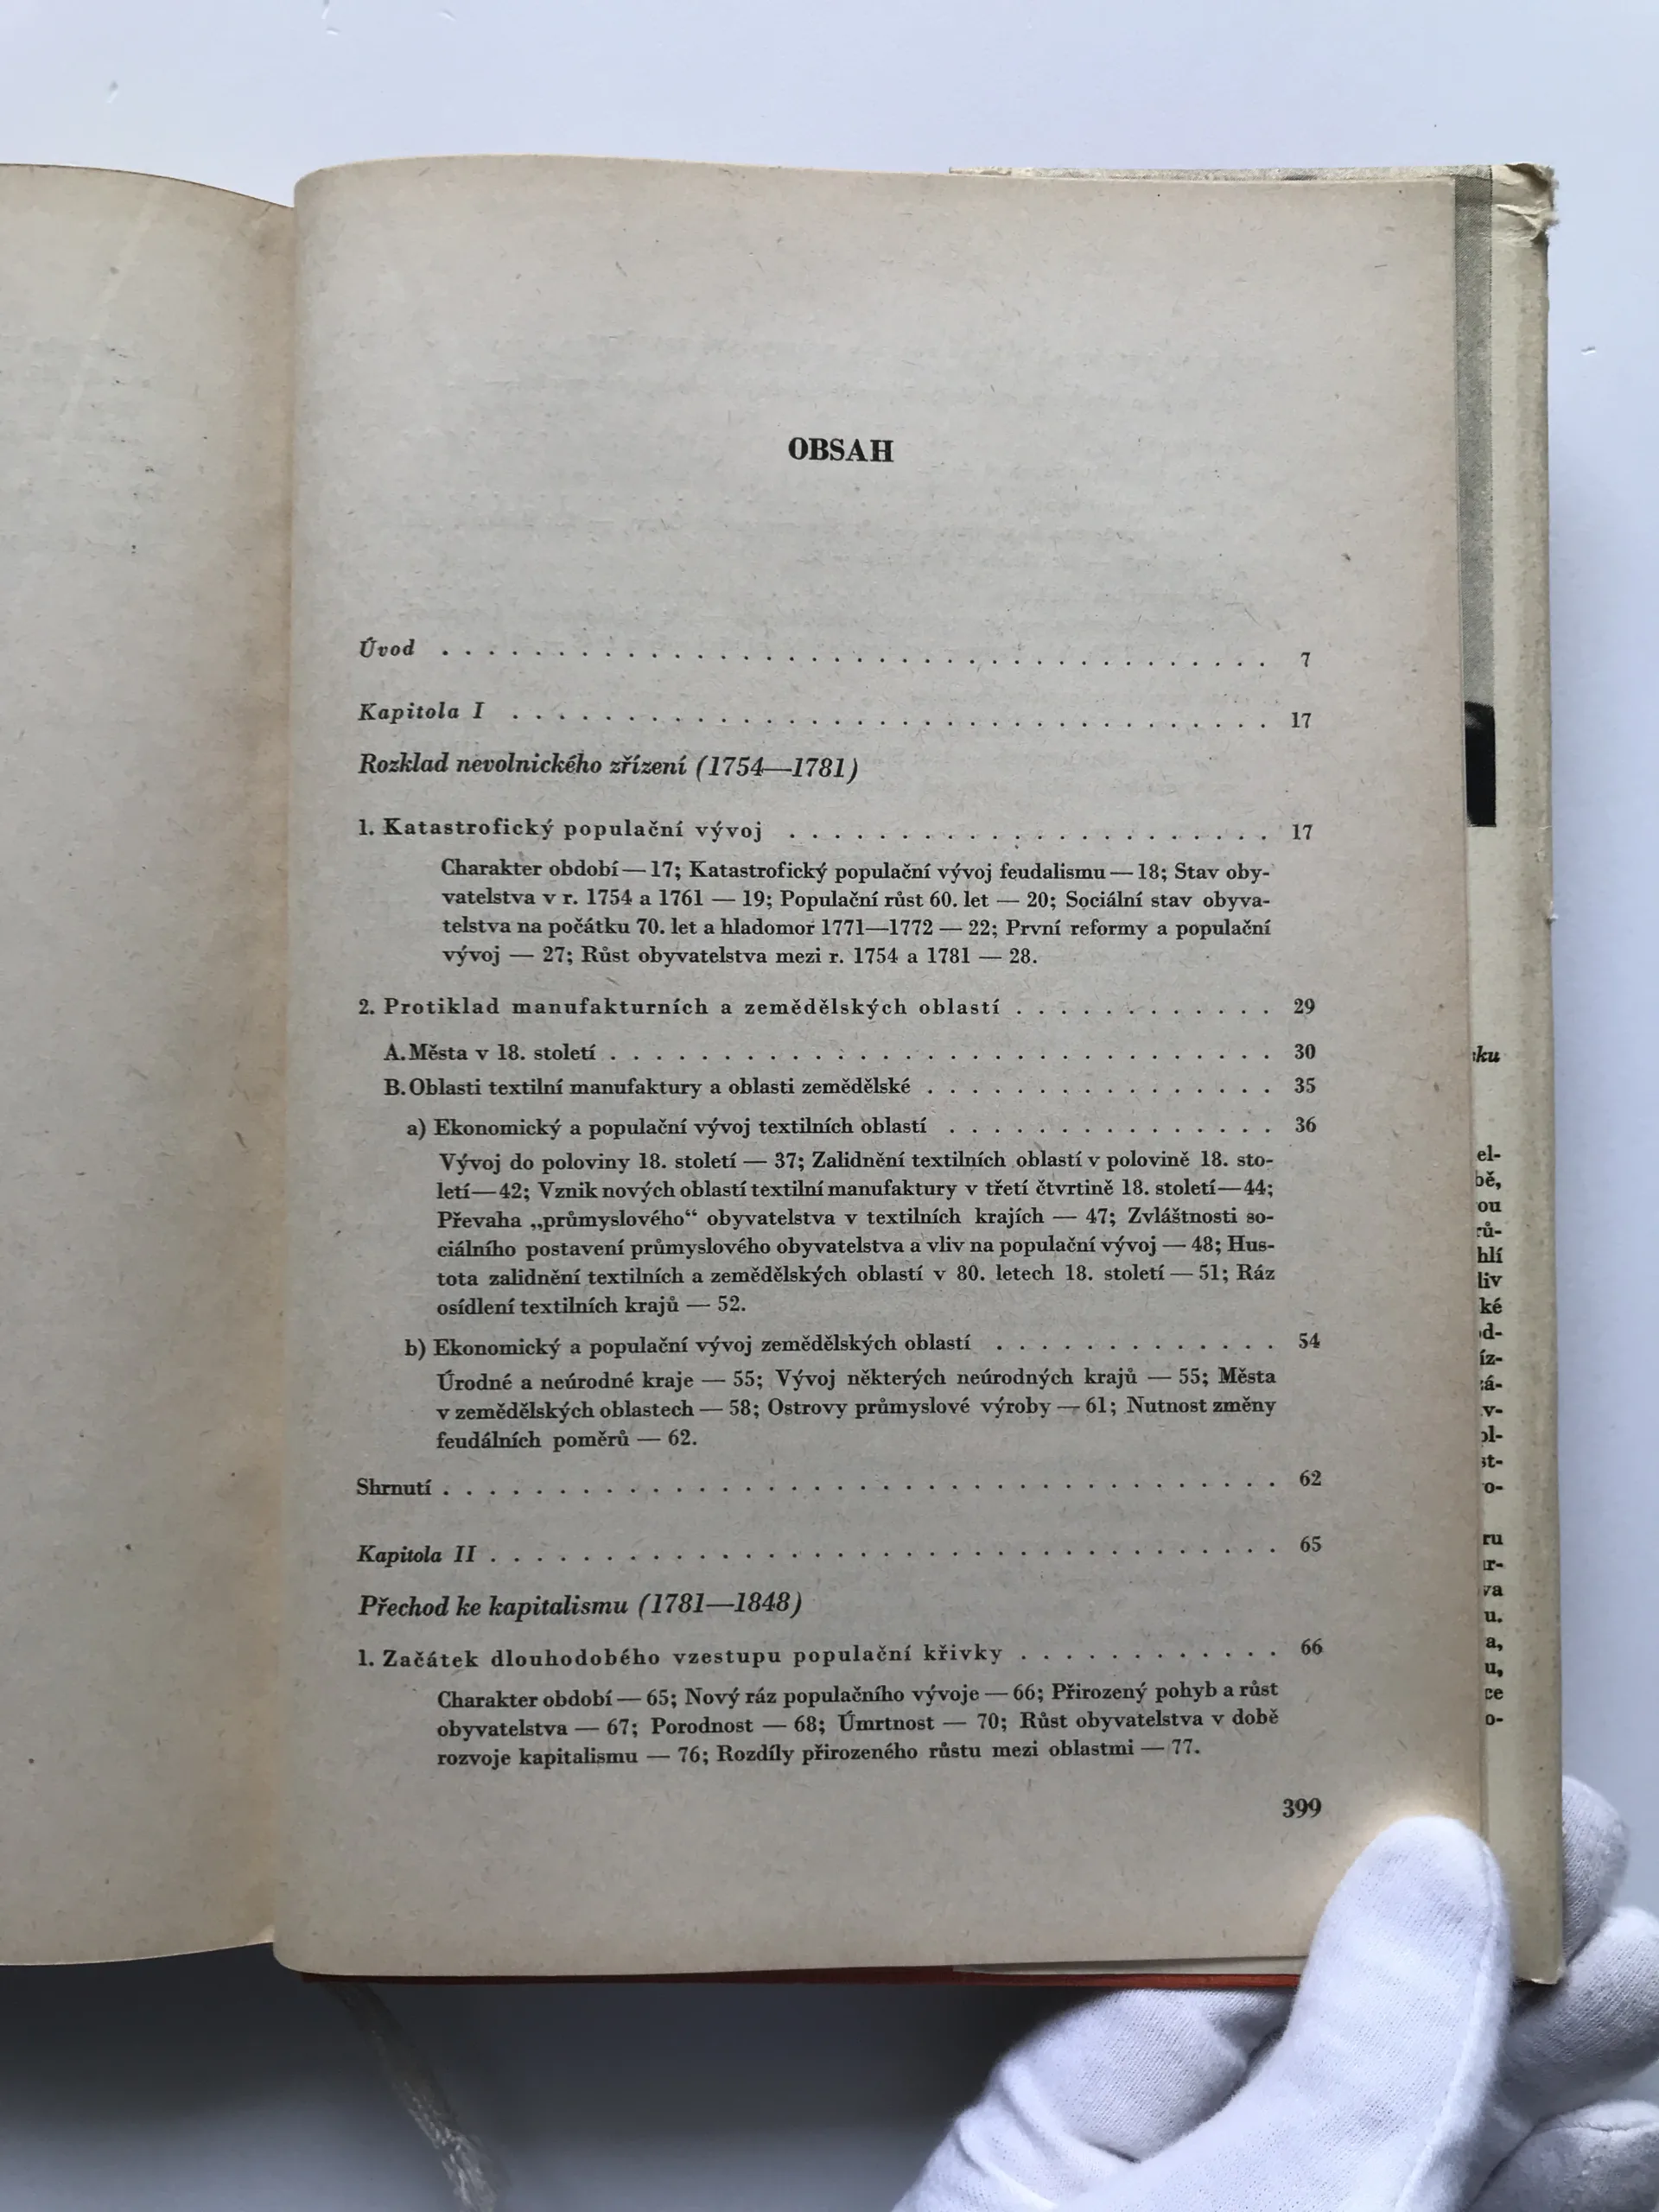 OBSAH
Úvod . . . . . . . . . . . . . . . . . . . . . . . . . . . . . . . . . . . . 7
Kapitola I . . . . . . . . . . . . . . . . . . . . . . . . . . . . . . . . . 17
Rozklad nevolnického zřízení (1754—1781)
1. Katastrofický populační vývoj . . . . . . . . . . . . . . . . . . . . . 17
Charakter období — 17; Katastrofický populační vývoj feudalismu — 18; Stav oby-
vatelstva v r. 1754 a 1761 — 19; Populační růst 60. let — 20; Sociální stav obyva-
telstva na počátku 70. let a hladomor 1771—1772 — 22; První reformy a populační
vývoj — 27; Růst obyvatelstva mezi r. 1754 a 1781 — 28.
2. Protiklad manufakturních a zemědělských oblastí . . . . . . . . . . . . 29
A. Města v 18. století . . . . . . . . . . . . . . . . . . . . . . . . . . . . . 30
B. Oblasti textilní manufaktury a oblasti zemědělské . . . . . . . . . . . . . . . . 35
a) Ekonomický a populační vývoj textilních oblastí . . . . . . . . . . . . . . . 36
Vývoj do poloviny 18. století — 37; Zalidnění textilních oblastí v polovině 18. sto-
letí — 42; Vznik nových oblastí textilní manufaktury v třetí čtvrtině 18. století — 44;
Převaha „průmyslového“ obyvatelstva v textilních krajích — 47; Zvláštnosti so-
ciálního postavení průmyslového obyvatelstva a vliv na populační vývoj — 48; Hus-
tota zalidnění textilních a zemědělských oblastí v 80. letech 18. století — 51; Ráz
osídlení textilních krajů — 52.
b) Ekonomický a populační vývoj zemědělských oblastí . . . . . . . . . . . . . 54
Úrodné a neúrodné kraje — 55; Vývoj některých neúrodných krajů — 55; Města
v zemědělských oblastech — 58; Ostrovy průmyslové výroby — 61; Nutnost změny
feudálních poměrů — 62.
Shrnutí . . . . . . . . . . . . . . . . . . . . . . . . . . . . . . . . . . . . 62
Kapitola II . . . . . . . . . . . . . . . . . . . . . . . . . . . . . . . . . . 65
Přechod ke kapitalismu (1781—1848)
1. Začátek dlouhodobého vzestupu populační křivky . . . . . . . . . . . . 66
Charakter období — 65; Nový ráz populačního vývoje — 66; Přirozený pohyb a růst
obyvatelstva — 67; Porodnost — 68; Úmrtnost — 70; Růst obyvatelstva v době
rozvoje kapitalismu — 76; Rozdíly přirozeného růstu mezi oblastmi — 77.
399